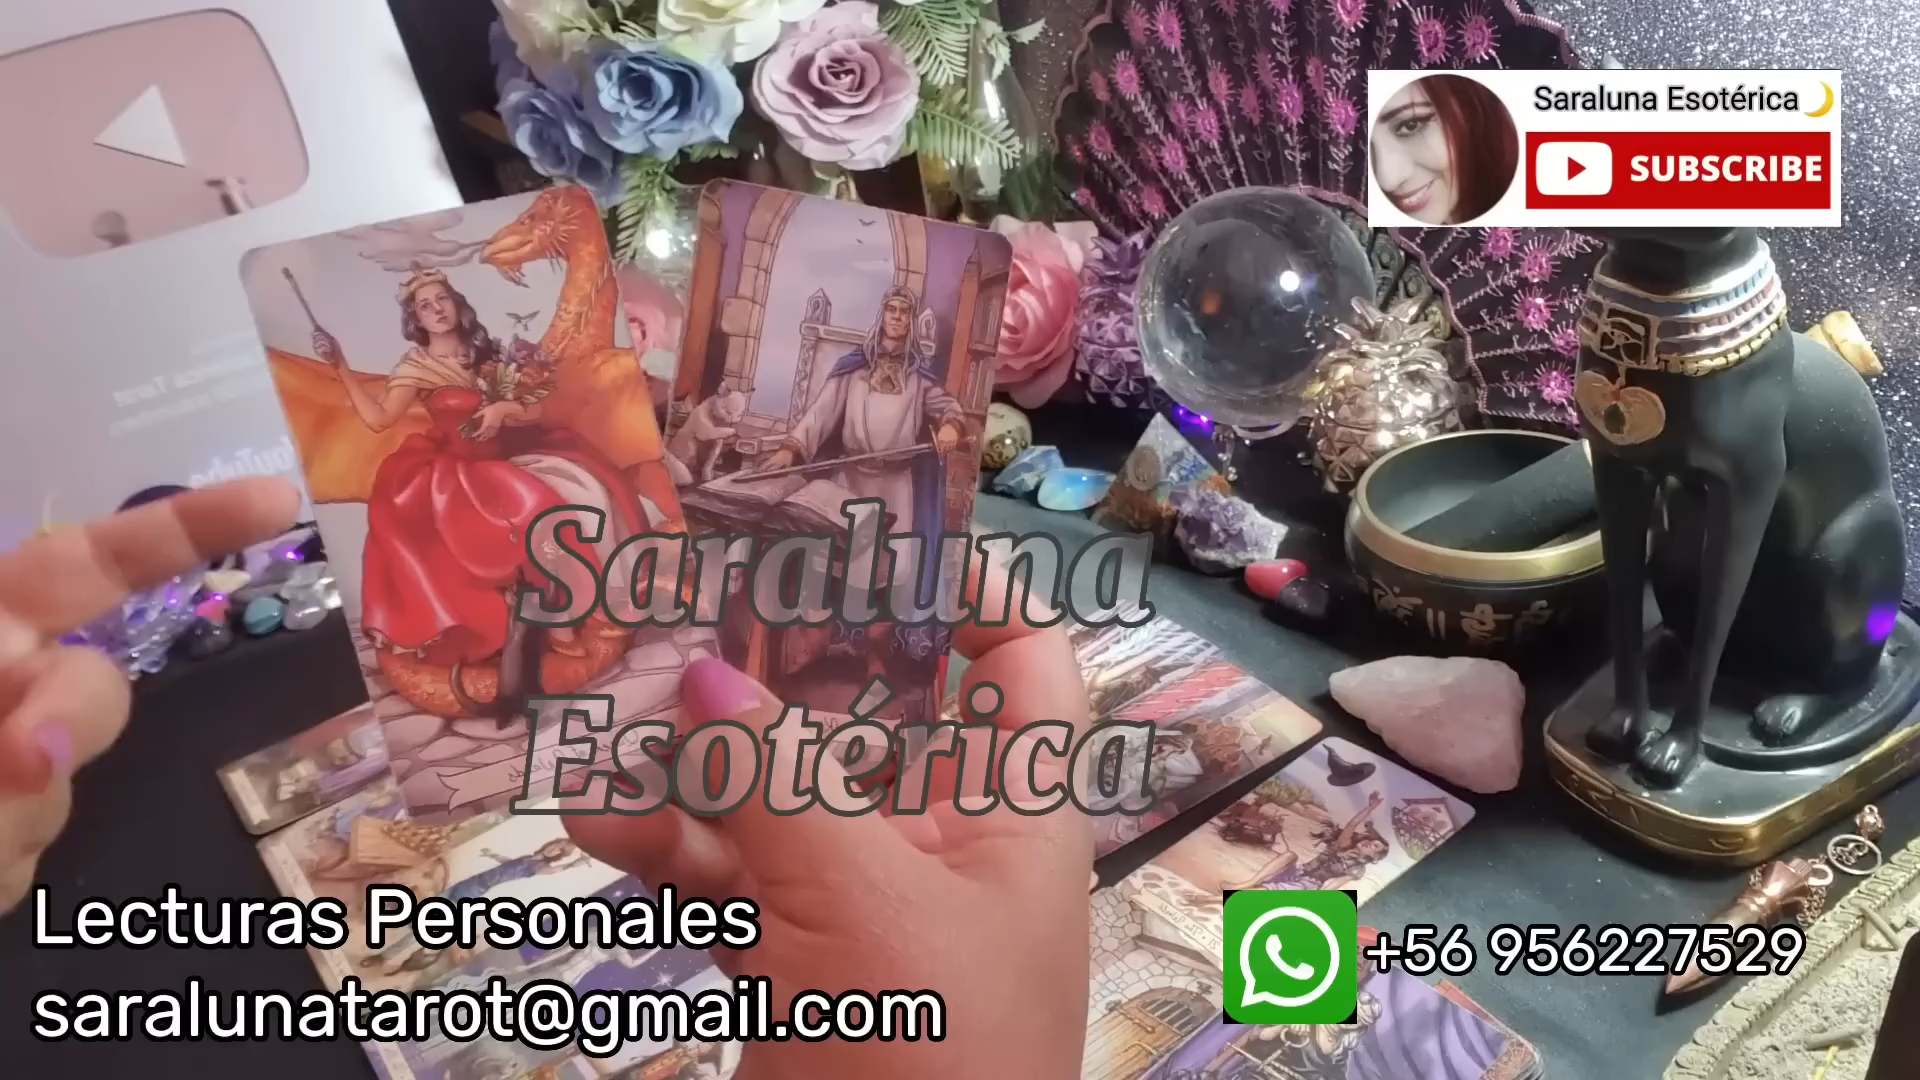 Saraluna Esotérica🌙
SUBSCRIBE
Saraluna
Esotérica
Lecturas Personales
saralunatarot@gmail.com
+56 956227529